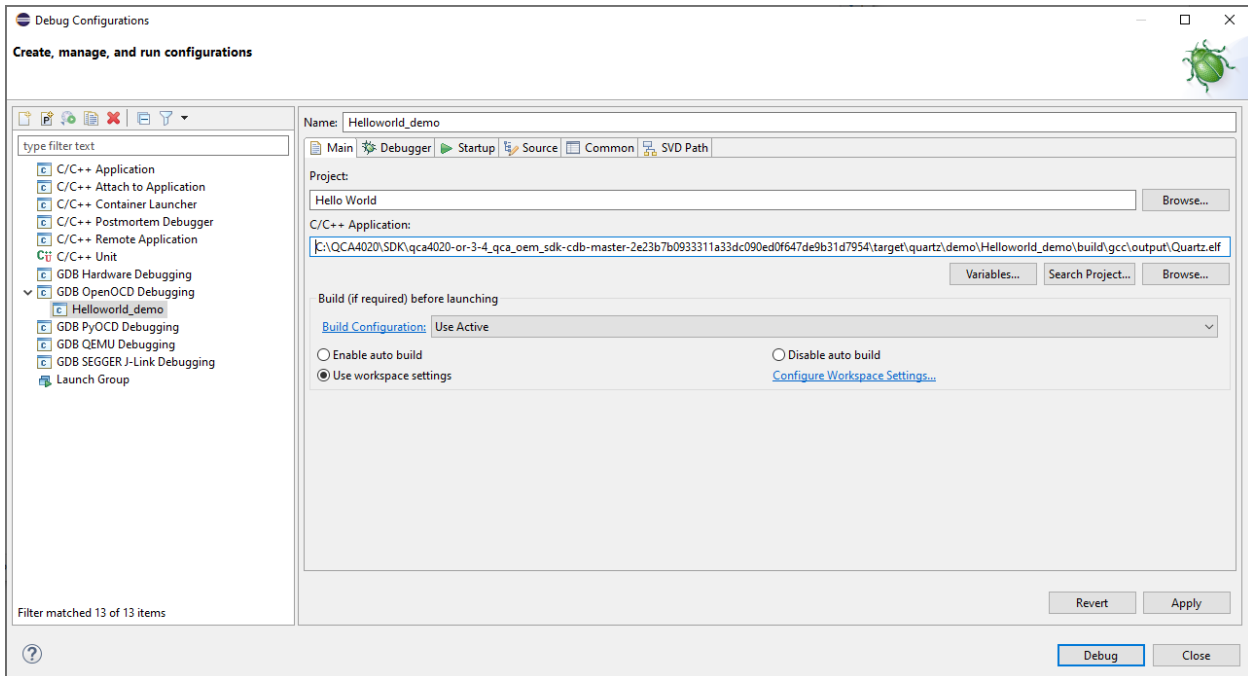 Debug Configurations
Create, manage, and run configurations
type filter text
C/C++ Application
C/C++ Attach to Application
C/C++ Container Launcher
C/C++ Postmortem Debugger
C/C++ Remote Application
C/C++ Unit
GDB Hardware Debugging
GDB OpenOCD Debugging
Helloworld_demo
GDB PyOCD Debugging
GDB QEMU Debugging
GDB SEGGER J-Link Debugging
Launch Group
Filter matched 13 of 13 items
Name: Helloworld_demo
Main Debugger Startup Source Common SVD Path
Project:
Hello World Browse...
C/C++ Application:
C:\QCA4020\SDK\qca4020-or-3-4_qca_oem_sdk-cdb-master-2e23b7b0933311a33dc090ed0f647de9b31d7954\target\quartz\demo\Helloworld_demo\build\gcc\output\Quartz.elf
Variables... Search Project... Browse...
Build (if required) before launching
Build Configuration: Use Active
Enable auto build Disable auto build
Use workspace settings Configure Workspace Settings...
Revert Apply
Debug Close